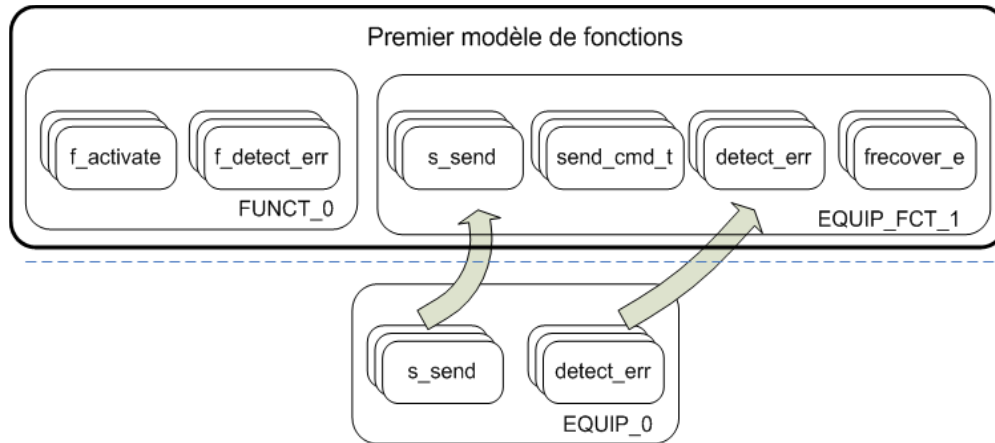 Premier modèle de fonctions
f_activate
f_detect_err
FUNCT_0
s_send
send_cmd_t
detect_err
frecover_e
EQUIP_FCT_1
s_send
detect_err
EQUIP_0